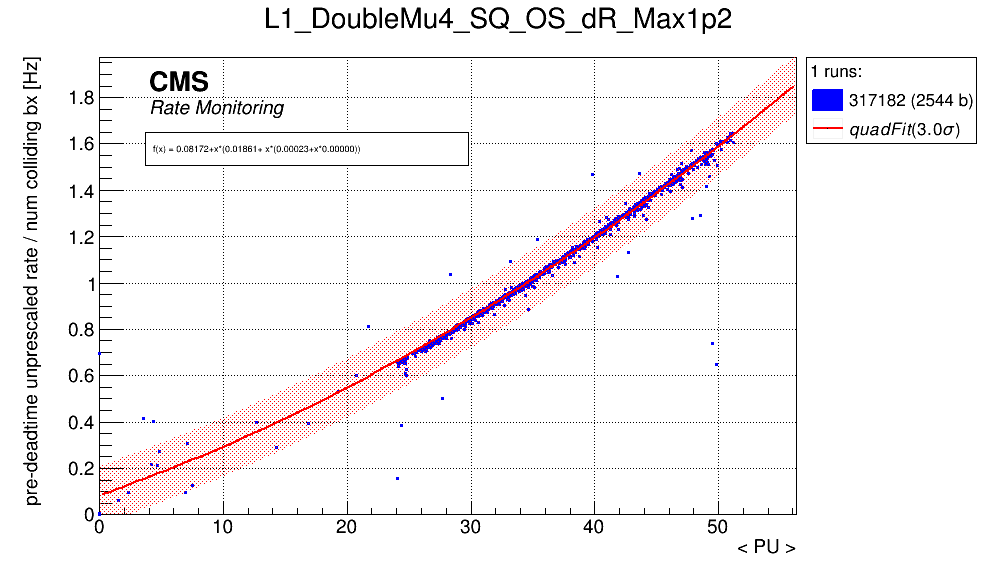 L1_DoubleMu4_SQ_OS_dR_Max1p2
pre-deadtime unprescaled rate / num colliding bx [Hz]
CMS
Rate Monitoring
f(x) = 0.08172+x*(0.01861+ x*(0.00023+x*0.00000))
1 runs:
317182 (2544 b)
quadFit(3.0σ)
1.8
1.6
1.4
1.2
1
0.8
0.6
0.4
0.2
0
0 10 20 30 40 50
< PU >